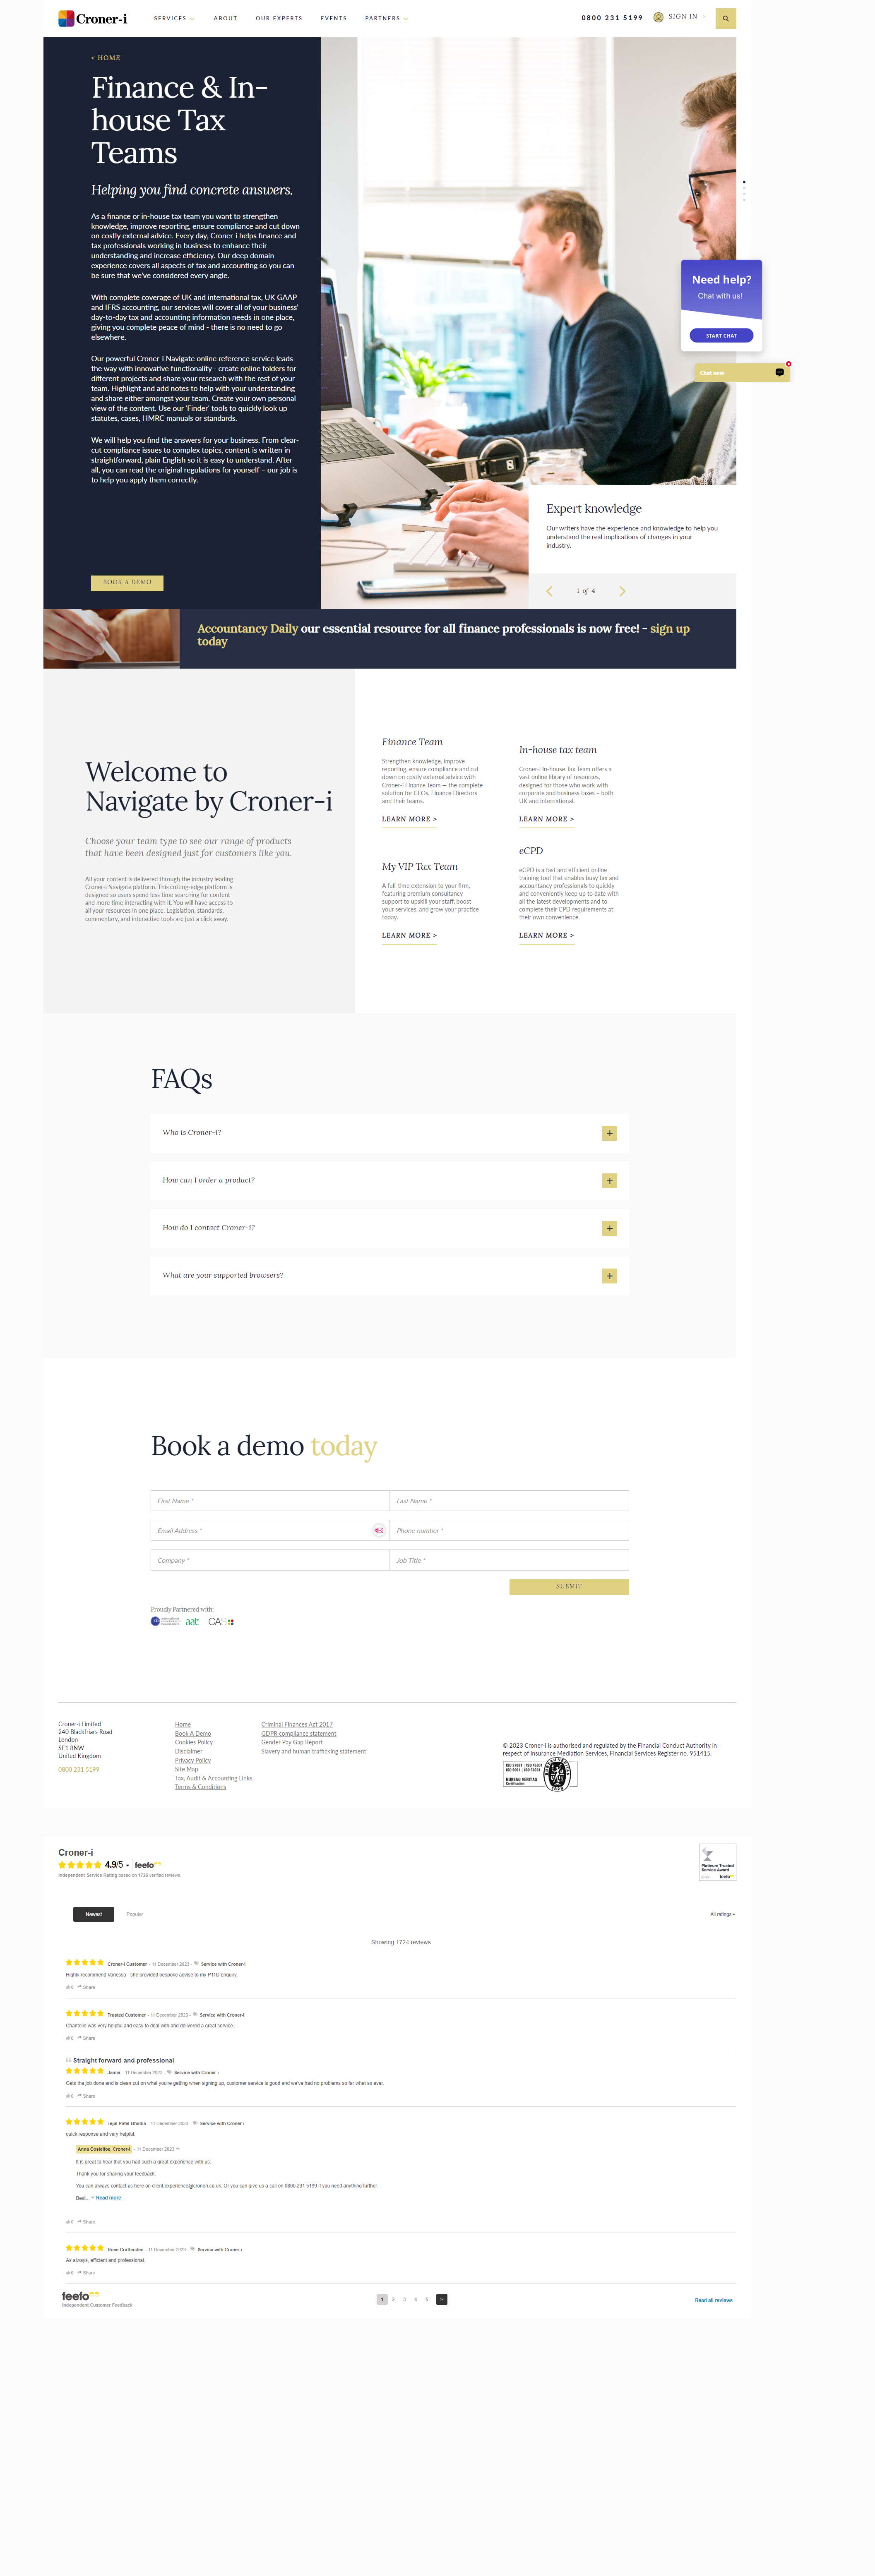 Croner-i
SERVICES
ABOUT
OUR EXPERTS
EVENTS
PARTNERS
0800 231 5199
SIGN IN >
< HOME
Finance & In-
house Tax
Teams
Helping you find concrete answers.
As a finance or in-house tax team you want to strengthen
knowledge, improve reporting, ensure compliance and cut down
on costly external advice. Every day, Croner-i helps finance and
tax professionals working in business to enhance their
understanding and increase efficiency. Our deep domain
experience covers all aspects of tax and accounting so you can
be sure that we've considered every angle.
With complete coverage of UK and international tax, UK GAAP
and IFRS accounting, our services will cover all of your business'
day-to-day tax and accounting information needs in one place,
giving you complete peace of mind - there is no need to go
elsewhere.
Our powerful Croner-i Navigate online reference service leads
the way with innovative functionality - create online folders for
different projects and share your research with the rest of your
team. Highlight and add notes to help with your understanding
and share either amongst your team. Create your own personal
view of the content. Use our 'Finder' tools to quickly look up
statutes, cases, HMRC manuals or standards.
We will help you find the answers for your business. From clear-
cut compliance issues to complex topics, content is written in
straightforward, plain English so it is easy to understand. After
all, you can read the original regulations for yourself – our job is
to help you apply them correctly.
BOOK A DEMO
Need help?
Chat with us!
START CHAT
Chat now
Expert knowledge
Our writers have the experience and knowledge to help you
understand the real implications of changes in your
industry.
1 of 4
Accountancy Daily our essential resource for all finance professionals is now free! - sign up
today
Welcome to
Navigate by Croner-i
Choose your team type to see our range of products
that have been designed just for customers like you.
All your content is delivered through the industry leading
Croner-i Navigate platform. This cutting-edge platform is
designed so users spend less time searching for content
and more time interacting with it. You will have access to
all your resources in one place. Legislation, standards,
commentary, and interactive tools are just a click away.
Finance Team
Strengthen knowledge, improve
reporting, ensure compliance and cut
down on costly external advice with
Croner-i Finance Team — the complete
solution for CFOs, Finance Directors
and their teams.
LEARN MORE >
In-house tax team
Croner-i In-house Tax Team offers a
vast online library of resources,
designed for those who work with
corporate and business taxes – both
UK and international.
LEARN MORE >
My VIP Tax Team
A full-time extension to your firm,
featuring premium consultancy
support to upskill your staff, boost
your services, and grow your practice
today.
LEARN MORE >
eCPD
eCPD is a fast and efficient online
training tool that enables busy tax and
accountancy professionals to quickly
and conveniently keep up to date with
all the latest developments and to
complete their CPD requirements at
their own convenience.
LEARN MORE >
FAQs
Who is Croner-i?
+
How can I order a product?
+
How do I contact Croner-i?
+
What are your supported browsers?
+
Book a demo today
First Name *
Last Name *
Email Address *
Phone number *
Company *
Job Title *
SUBMIT
Proudly Partnered with:
aat
CAS
Croner-i Limited
240 Blackfriars Road
London
SE1 8NW
United Kingdom
0800 231 5199
Home
Book A Demo
Cookies Policy
Disclaimer
Privacy Policy
Site Map
Tax, Audit & Accounting Links
Terms & Conditions
Criminal Finances Act 2017
GDPR compliance statement
Gender Pay Gap Report
Slavery and human trafficking statement
© 2023 Croner-i is authorised and regulated by the Financial Conduct Authority in
respect of Insurance Mediation Services, Financial Services Register no. 951415.
BUREAU VERITAS
Certification
Croner-i
4.9/5
feefo
Independent Service Rating based on 1726 verified reviews
Platinum Trusted
Service Award
feefo
Newest
Popular
All ratings
Showing 1724 reviews
Croner-i Customer - 11 December 2023 - Service with Croner-i
Highly recommend Vanessa - she provided bespoke advise to my P11D enquiry.
0 Share
Trusted Customer - 11 December 2023 - Service with Croner-i
Chantelle was very helpful and easy to deal with and delivered a great service.
0 Share
Straight forward and professional
Jamie - 11 December 2023 - Service with Croner-i
Gets the job done and is clean cut on what you're getting when signing up, customer service is good and we've had no problems so far what so ever.
0 Share
Tejal Patel-Bhudia - 11 December 2023 - Service with Croner-i
quick response and very helpful.
Anna Costelloe, Croner-i - 11 December 2023
It is great to hear that you had such a great experience with us.
Thank you for sharing your feedback.
You can always contact us here on client.experience@croneri.co.uk. Or you can give us a call on 0800 231 5199 if you need anything further
Best... Read more
0 Share
Rose Cruttenden - 11 December 2023 - Service with Croner-i
As always, efficient and professional.
0 Share
feefo
Independent Customer Feedback
1 2 3 4 5 >
Read all reviews